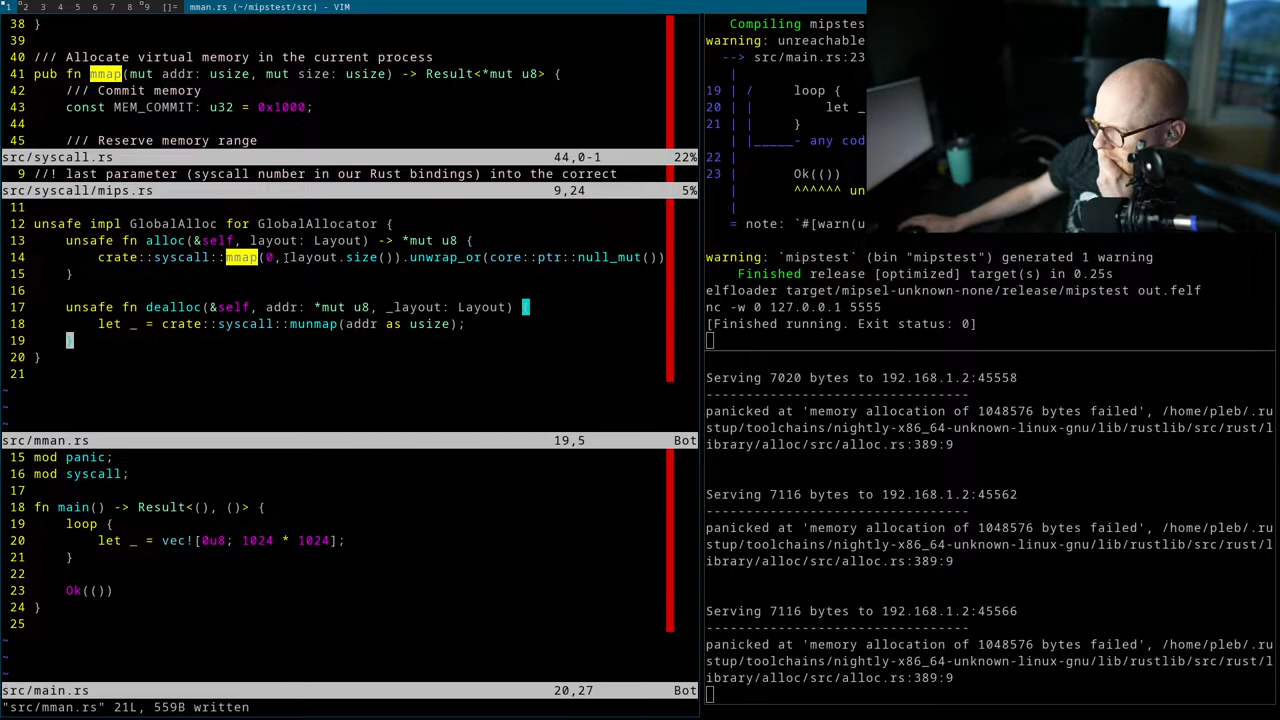 1 2 3 4 5 6 7 8 9 []= mman.rs (~/mipstest/src) - VIM
38 }
39
40 /// Allocate virtual memory in the current process
41 pub fn mmap(mut addr: usize, mut size: usize) -> Result<*mut u8> {
42     /// Commit memory
43     const MEM_COMMIT: u32 = 0x1000;
44
45     /// Reserve memory range
src/syscall.rs 44,0-1 22%
9 //! last parameter (syscall number in our Rust bindings) into the correct
src/syscall/mips.rs 9,24 5%
11
12 unsafe impl GlobalAlloc for GlobalAllocator {
13     unsafe fn alloc(&self, layout: Layout) -> *mut u8 {
14         crate::syscall::mmap(0, layout.size()).unwrap_or(core::ptr::null_mut())
15     }
16
17     unsafe fn dealloc(&self, addr: *mut u8, _layout: Layout) {
18         let _ = crate::syscall::munmap(addr as usize);
19     }
20 }
21
~
~
~
src/mman.rs 19,5 Bot
15 mod panic;
16 mod syscall;
17
18 fn main() -> Result<(), ()> {
19     loop {
20         let _ = vec![0u8; 1024 * 1024];
21     }
22
23     Ok(())
24 }
25
~
~
~
src/main.rs 20,27 Bot
"src/mman.rs" 21L, 559B written
Compiling mipstes
warning: unreachable
--> src/main.rs:23
|
19 | /     loop {
20 | |         let _
21 | |     }
| |_____- any cod
22 |
23 |     Ok(())
|     ^^^^^^ un
|
= note: `#[warn(u
warning: `mipstest` (bin "mipstest") generated 1 warning
Finished release [optimized] target(s) in 0.25s
elfloader target/mipsel-unknown-none/release/mipstest out.felf
nc -w 0 127.0.0.1 5555
[Finished running. Exit status: 0]
Serving 7020 bytes to 192.168.1.2:45558
---------------------------------
panicked at 'memory allocation of 1048576 bytes failed', /home/pleb/.ru
stup/toolchains/nightly-x86_64-unknown-linux-gnu/lib/rustlib/src/rust/l
ibrary/alloc/src/alloc.rs:389:9
Serving 7116 bytes to 192.168.1.2:45562
---------------------------------
panicked at 'memory allocation of 1048576 bytes failed', /home/pleb/.ru
stup/toolchains/nightly-x86_64-unknown-linux-gnu/lib/rustlib/src/rust/l
ibrary/alloc/src/alloc.rs:389:9
Serving 7116 bytes to 192.168.1.2:45566
---------------------------------
panicked at 'memory allocation of 1048576 bytes failed', /home/pleb/.ru
stup/toolchains/nightly-x86_64-unknown-linux-gnu/lib/rustlib/src/rust/l
ibrary/alloc/src/alloc.rs:389:9